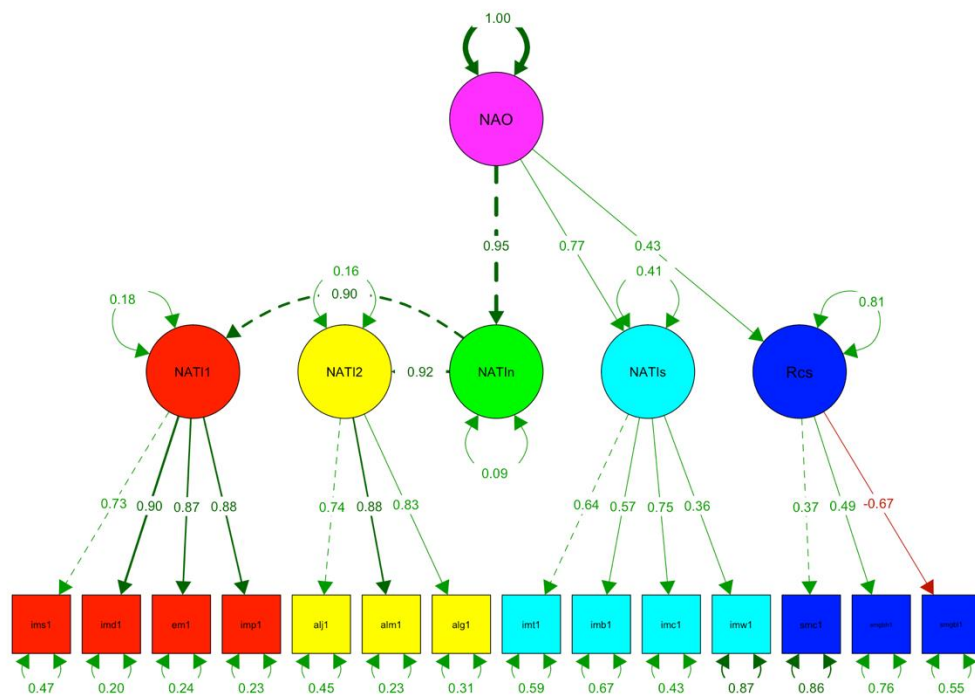 1.00
NAO
0.95
0.77
0.43
0.16
0.41
0.18
0.90
0.81
NATI1
NATI2
0.92
NATIn
NATIs
Rcs
0.09
0.73
0.90
0.87
0.88
0.74
0.88
0.83
0.64
0.57
0.75
0.36
0.37
0.49
-0.67
ims1
imd1
em1
imp1
alj1
alm1
alg1
imt1
imb1
imc1
imw1
smc1
0.47
0.20
0.24
0.23
0.45
0.23
0.31
0.59
0.67
0.43
0.87
0.86
0.76
0.55